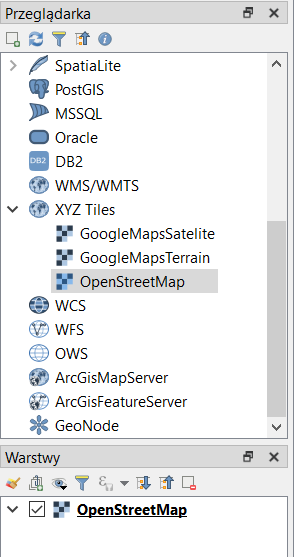 Przeglądarka
SpatiaLite
PostGIS
MSSQL
Oracle
DB2
DB2
WMS/WMTS
XYZ Tiles
GoogleMapsSatelite
GoogleMapsTerrain
OpenStreetMap
WCS
WFS
OWS
ArcGisMapServer
ArcGisFeatureServer
GeoNode
Warstwy
OpenStreetMap